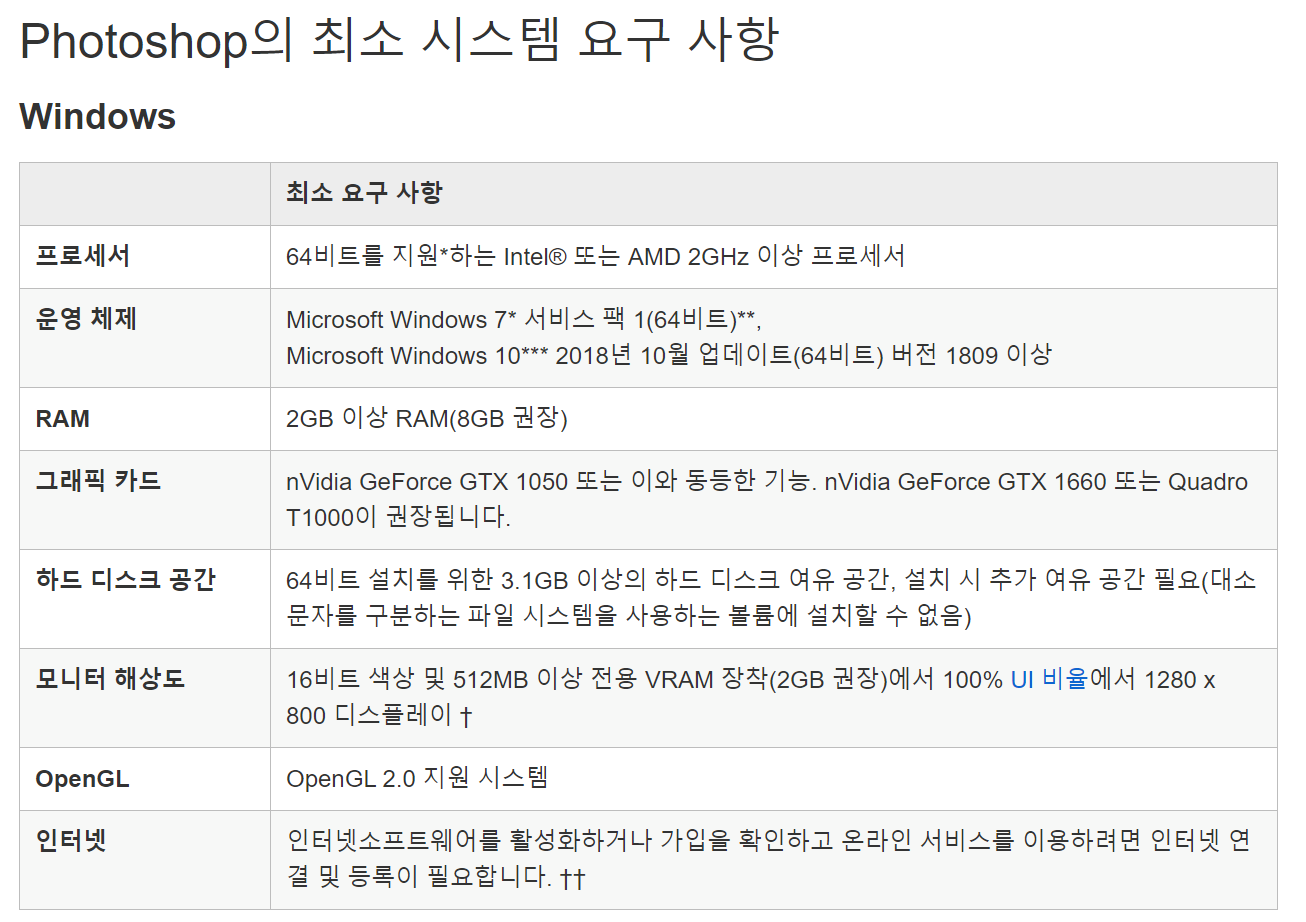 Photoshop의 최소 시스템 요구 사항
Windows
최소 요구 사항
프로세서
64비트를 지원*하는 Intel® 또는 AMD 2GHz 이상 프로세서
운영 체제
Microsoft Windows 7* 서비스 팩 1(64비트)**,
Microsoft Windows 10*** 2018년 10월 업데이트(64비트) 버전 1809 이상
RAM
2GB 이상 RAM(8GB 권장)
그래픽 카드
nVidia GeForce GTX 1050 또는 이와 동등한 기능. nVidia GeForce GTX 1660 또는 Quadro
T1000이 권장됩니다.
하드 디스크 공간
64비트 설치를 위한 3.1GB 이상의 하드 디스크 여유 공간, 설치 시 추가 여유 공간 필요(대소
문자를 구분하는 파일 시스템을 사용하는 볼륨에 설치할 수 없음)
모니터 해상도
16비트 색상 및 512MB 이상 전용 VRAM 장착(2GB 권장)에서 100% UI 비율에서 1280 x
800 디스플레이 †
OpenGL
OpenGL 2.0 지원 시스템
인터넷
인터넷소프트웨어를 활성화하거나 가입을 확인하고 온라인 서비스를 이용하려면 인터넷 연
결 및 등록이 필요합니다. ††